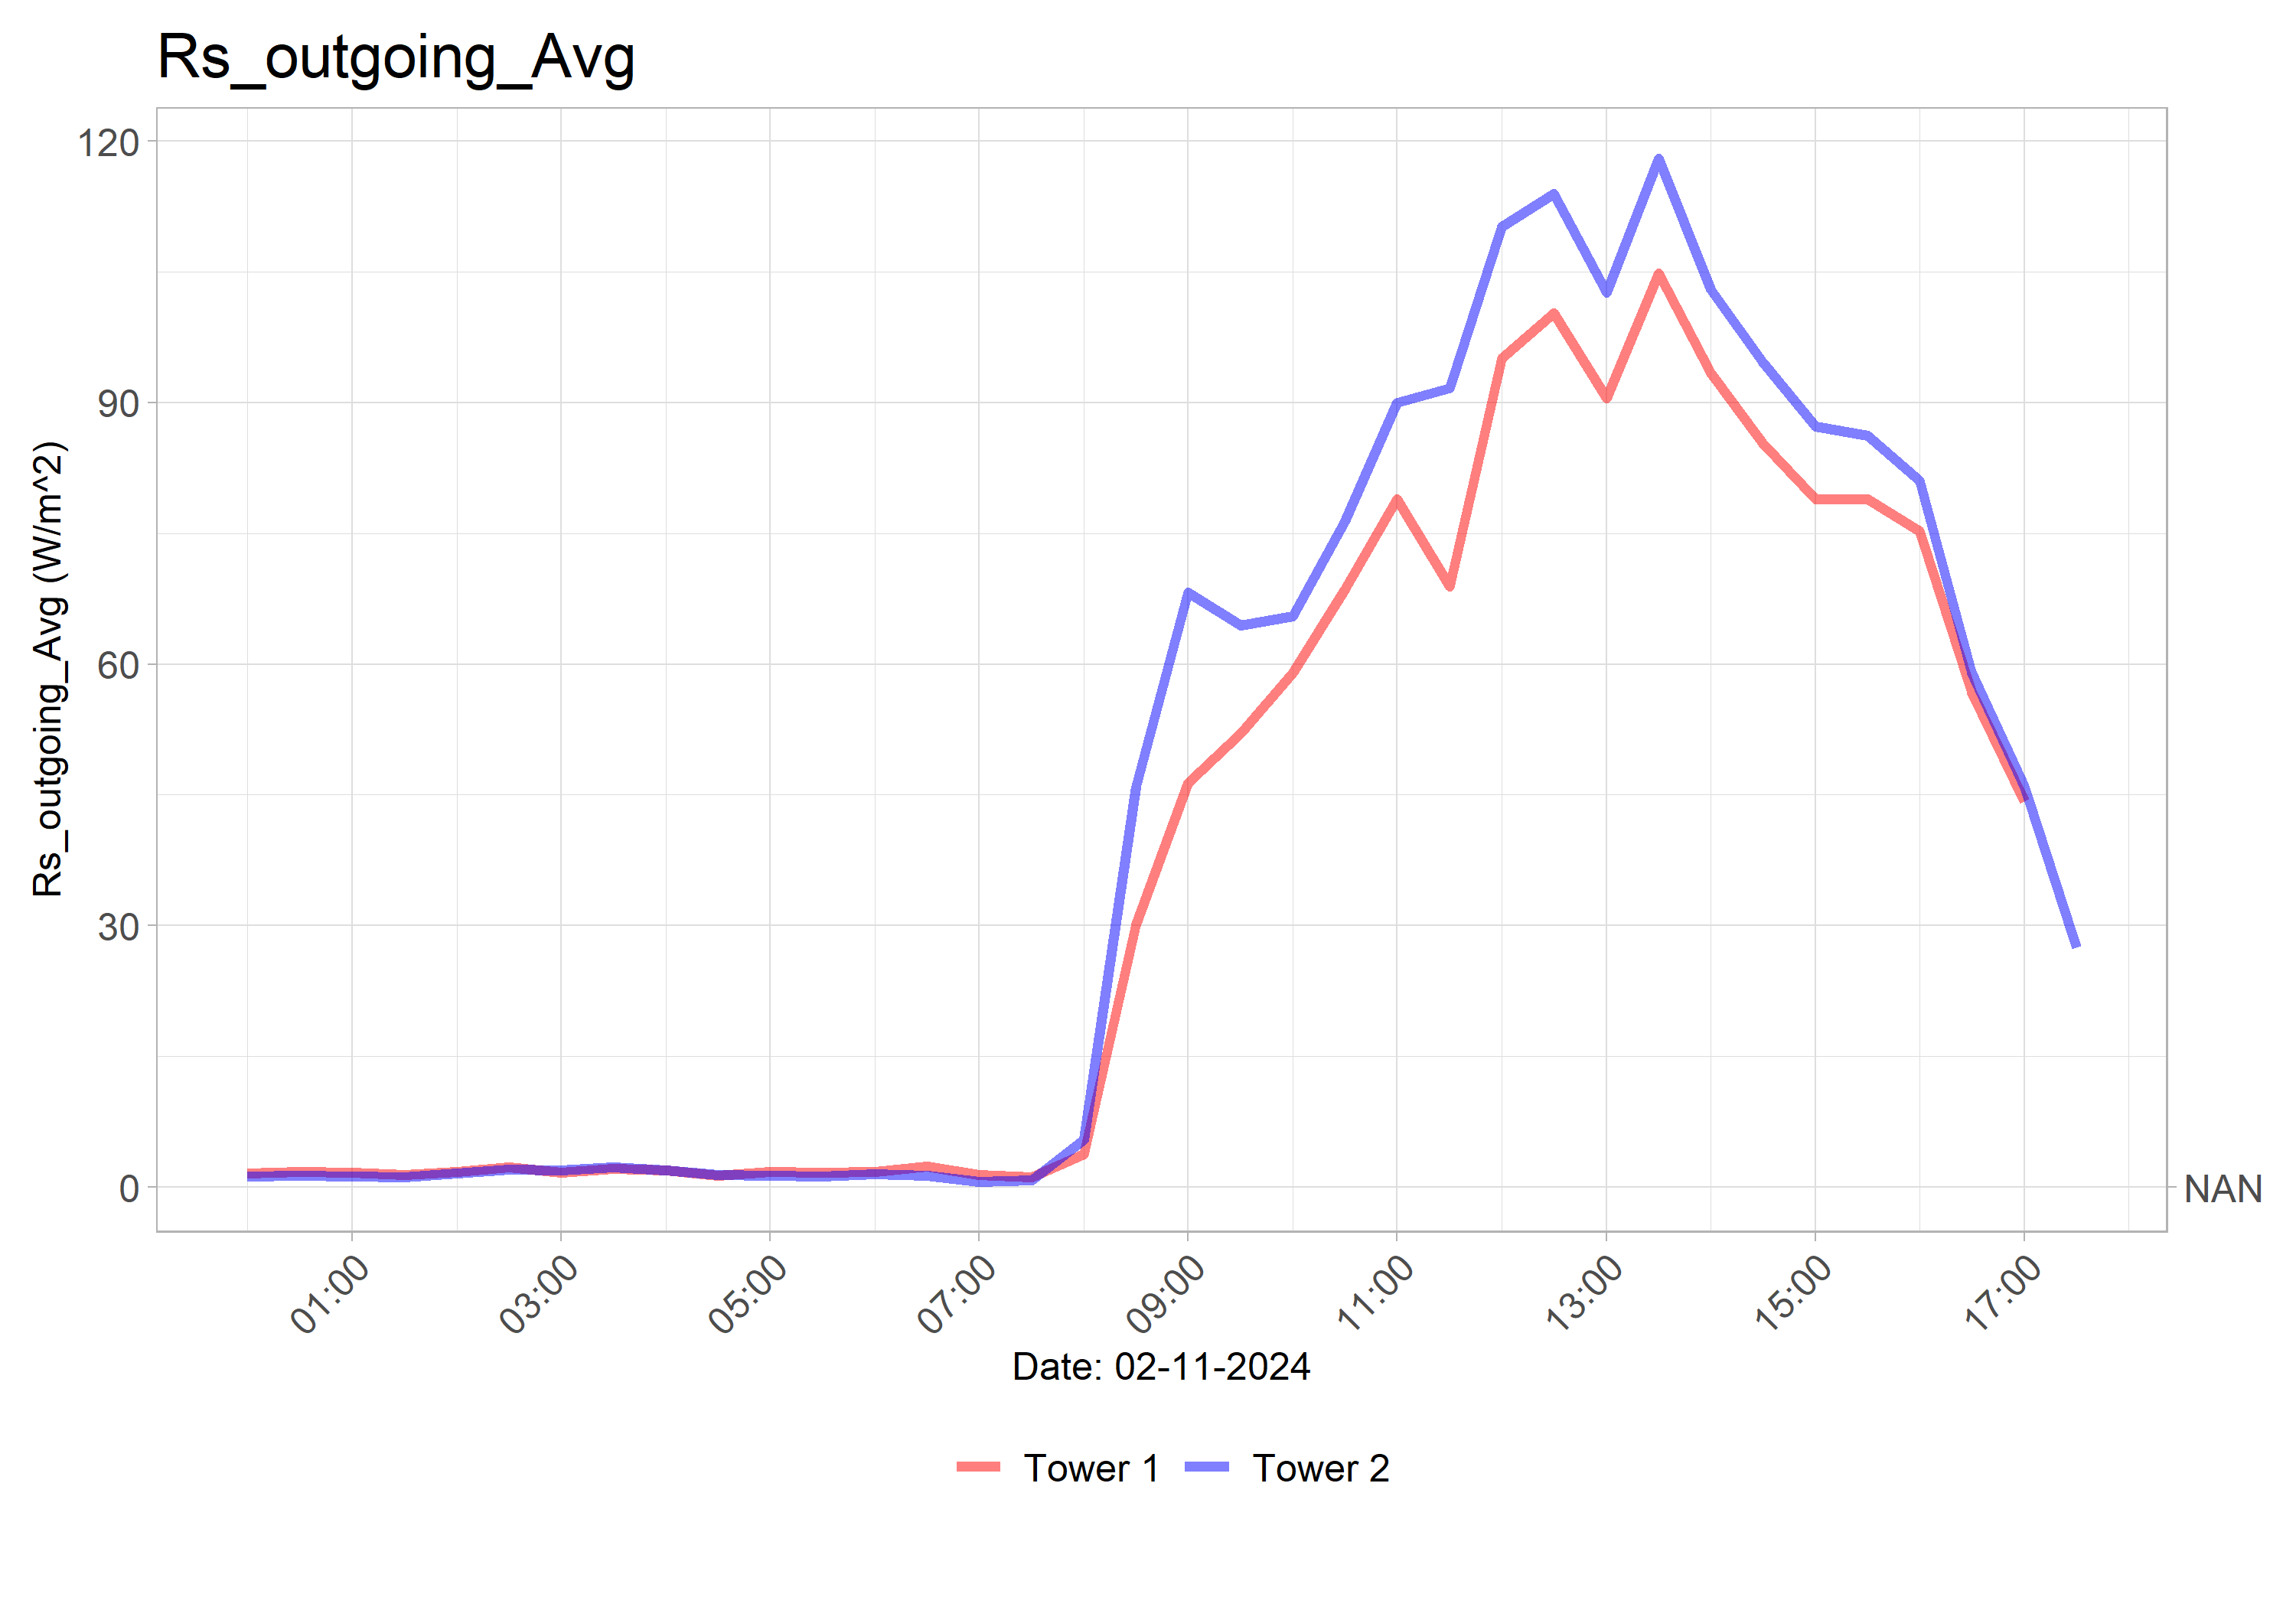 Rs_outgoing_Avg
Rs_outgoing_Avg (W/m^2)
120
90
60
30
0
NAN
01:00 03:00 05:00 07:00 09:00 11:00 13:00 15:00 17:00
Date: 02-11-2024
Tower 1 Tower 2